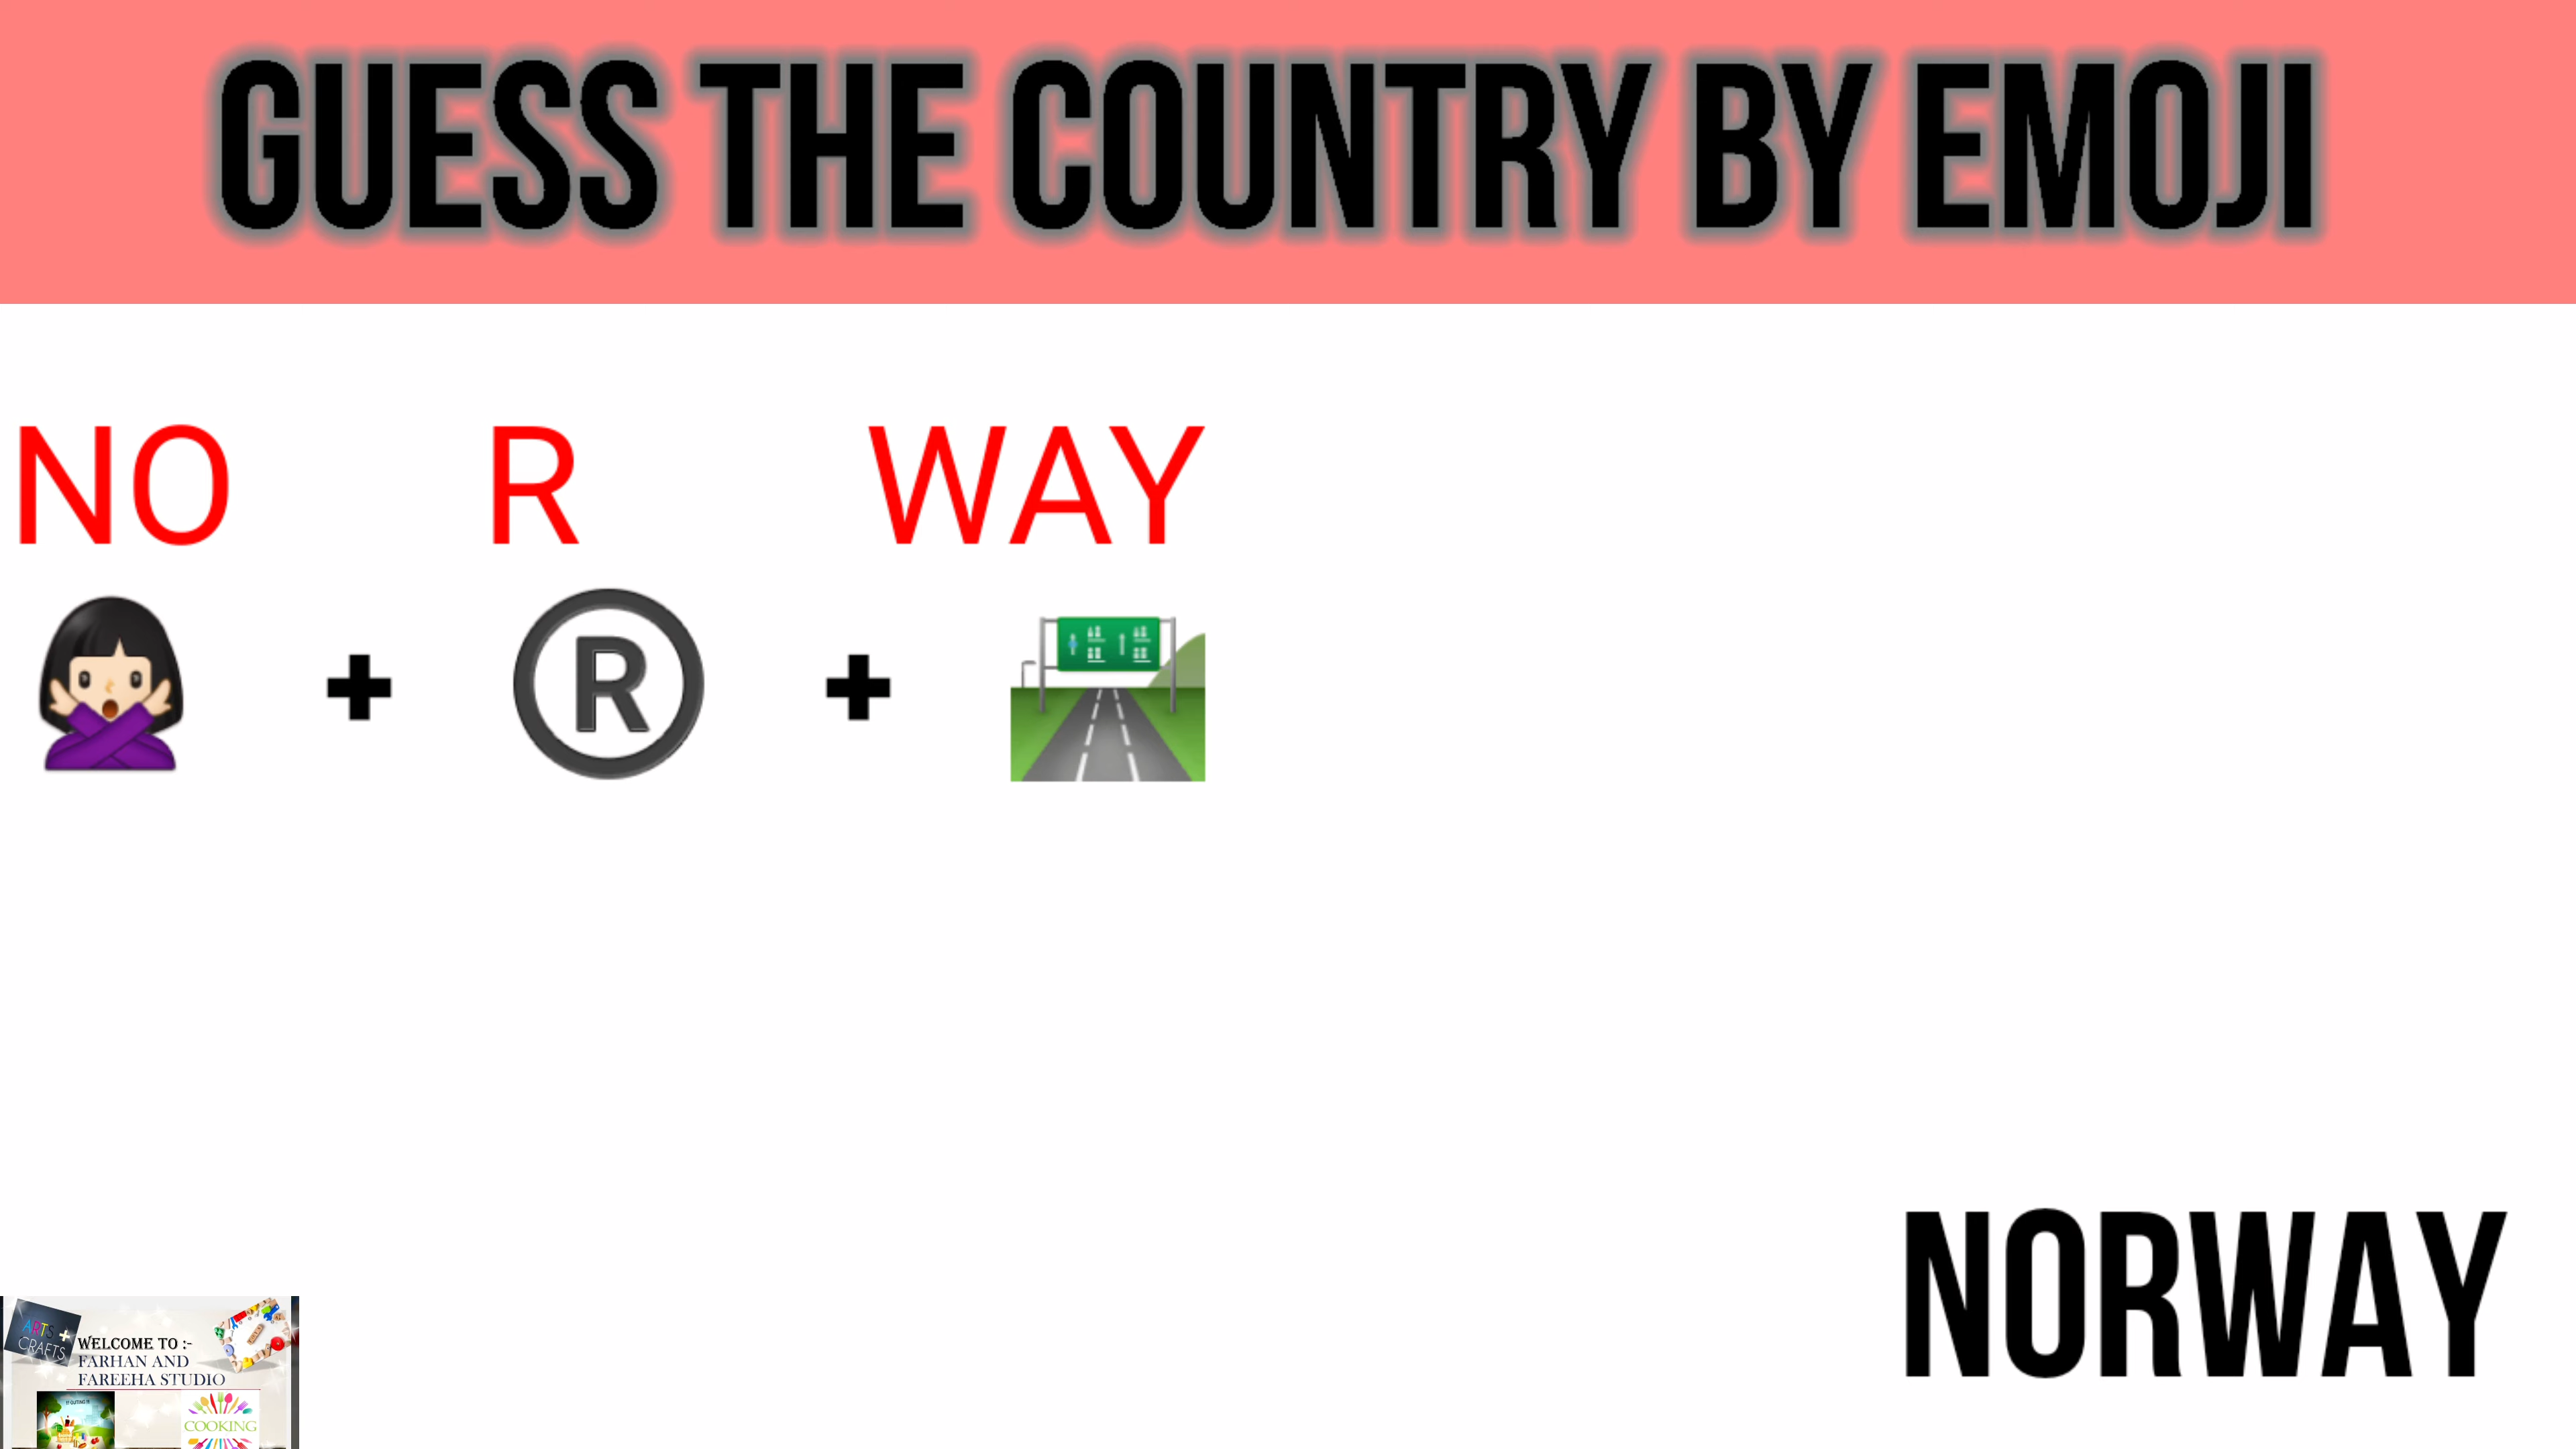 GUESS THE COUNTRY BY EMOJI
NO R WAY
+ ® +
NORWAY
ARTS +
CRAFTS
WELCOME TO :-
FARHAN AND
FAREEHA STUDIO
COOKING